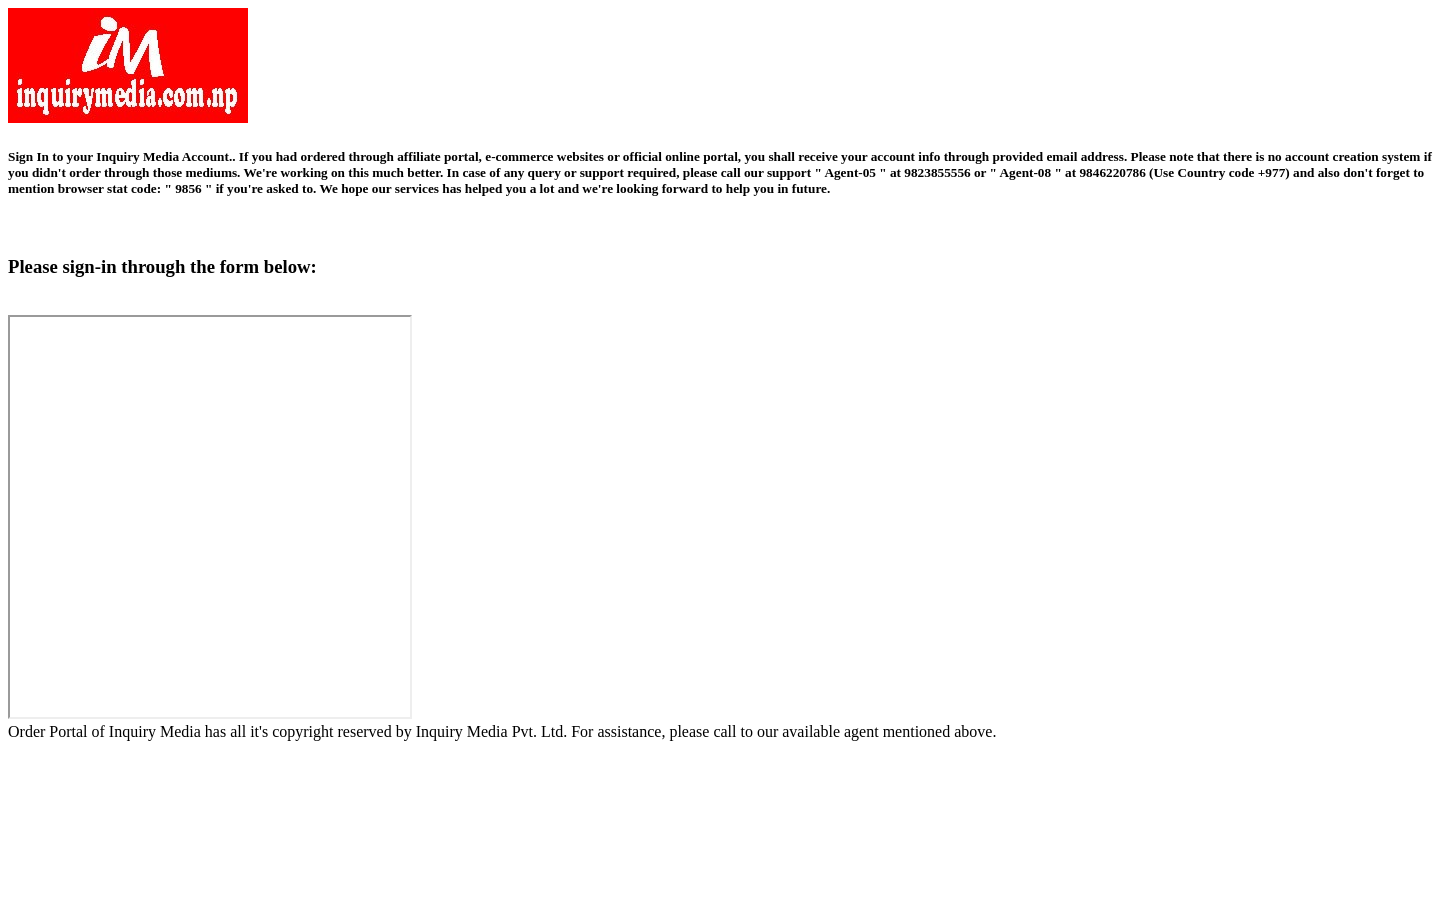 iM
inquirymedia.com.np
Sign In to your Inquiry Media Account.. If you had ordered through affiliate portal, e-commerce websites or official online portal, you shall receive your account info through provided email address. Please note that there is no account creation system if
you didn't order through those mediums. We're working on this much better. In case of any query or support required, please call our support " Agent-05 " at 9823855556 or " Agent-08 " at 9846220786 (Use Country code +977) and also don't forget to
mention browser stat code: " 9856 " if you're asked to. We hope our services has helped you a lot and we're looking forward to help you in future.
Please sign-in through the form below:
Order Portal of Inquiry Media has all it's copyright reserved by Inquiry Media Pvt. Ltd. For assistance, please call to our available agent mentioned above.